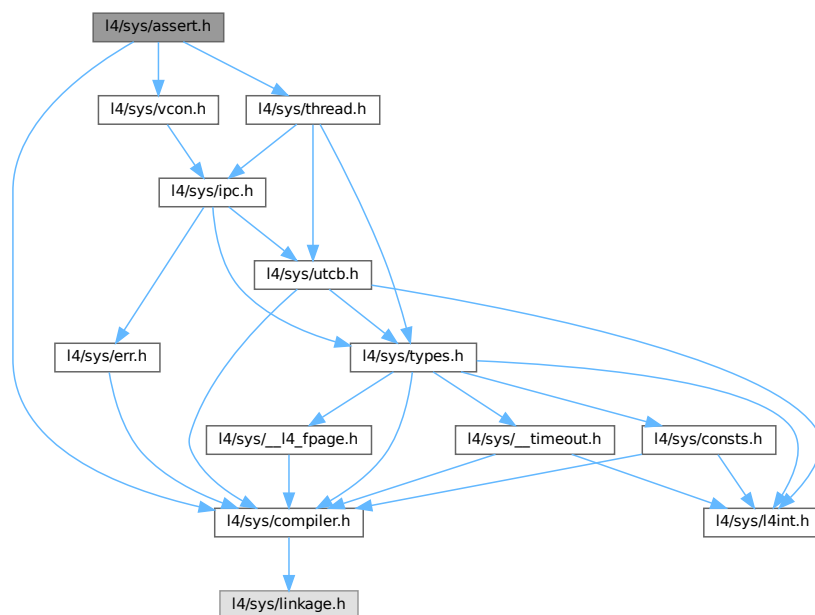 l4/sys/assert.h
l4/sys/vcon.h
l4/sys/thread.h
l4/sys/ipc.h
l4/sys/utcb.h
l4/sys/err.h
l4/sys/types.h
l4/sys/__l4_fpage.h
l4/sys/__timeout.h
l4/sys/consts.h
l4/sys/compiler.h
l4/sys/l4int.h
l4/sys/linkage.h